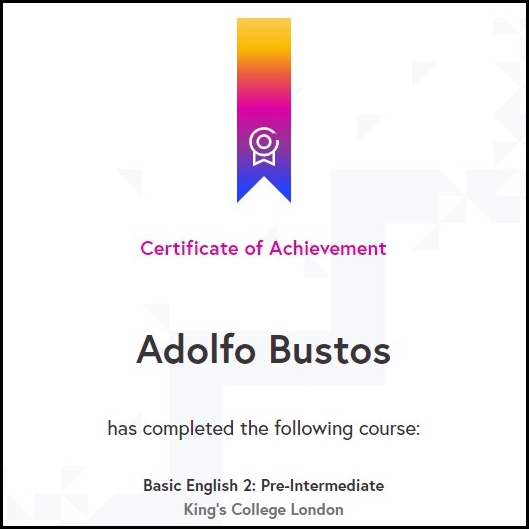 Certificate of Achievement
Adolfo Bustos
has completed the following course:
Basic English 2: Pre-Intermediate
King's College London